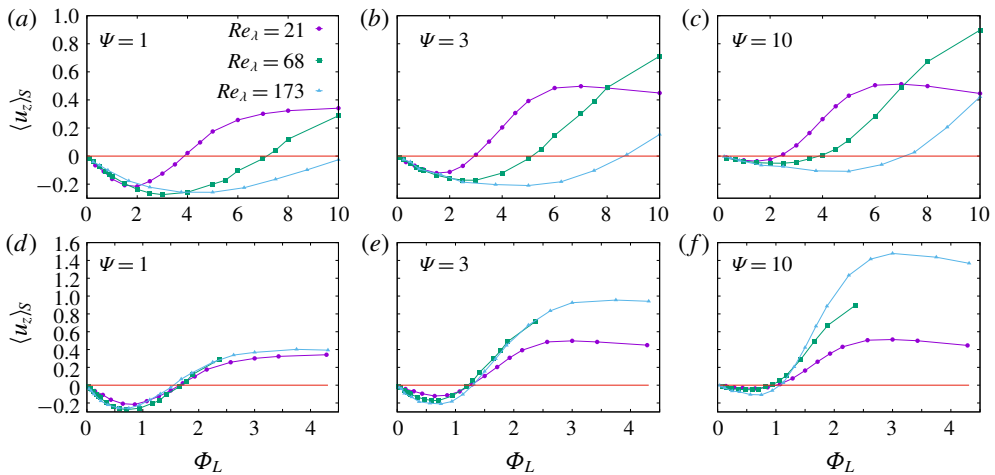 (a) (b) (c)
1.0
0.8
0.6
0.4
0.2
0
−0.2
⟨u_z⟩_S
Ψ = 1
Re_λ = 21
Re_λ = 68
Re_λ = 173
Ψ = 3
Ψ = 10
0 2 4 6 8 10
0 2 4 6 8 10
0 2 4 6 8 10
(d) (e) (f)
1.6
1.4
1.2
1.0
0.8
0.6
0.4
0.2
0
−0.2
⟨u_z⟩_S
Ψ = 1
Ψ = 3
Ψ = 10
0 1 2 3 4
0 1 2 3 4
0 1 2 3 4
Φ_L Φ_L Φ_L